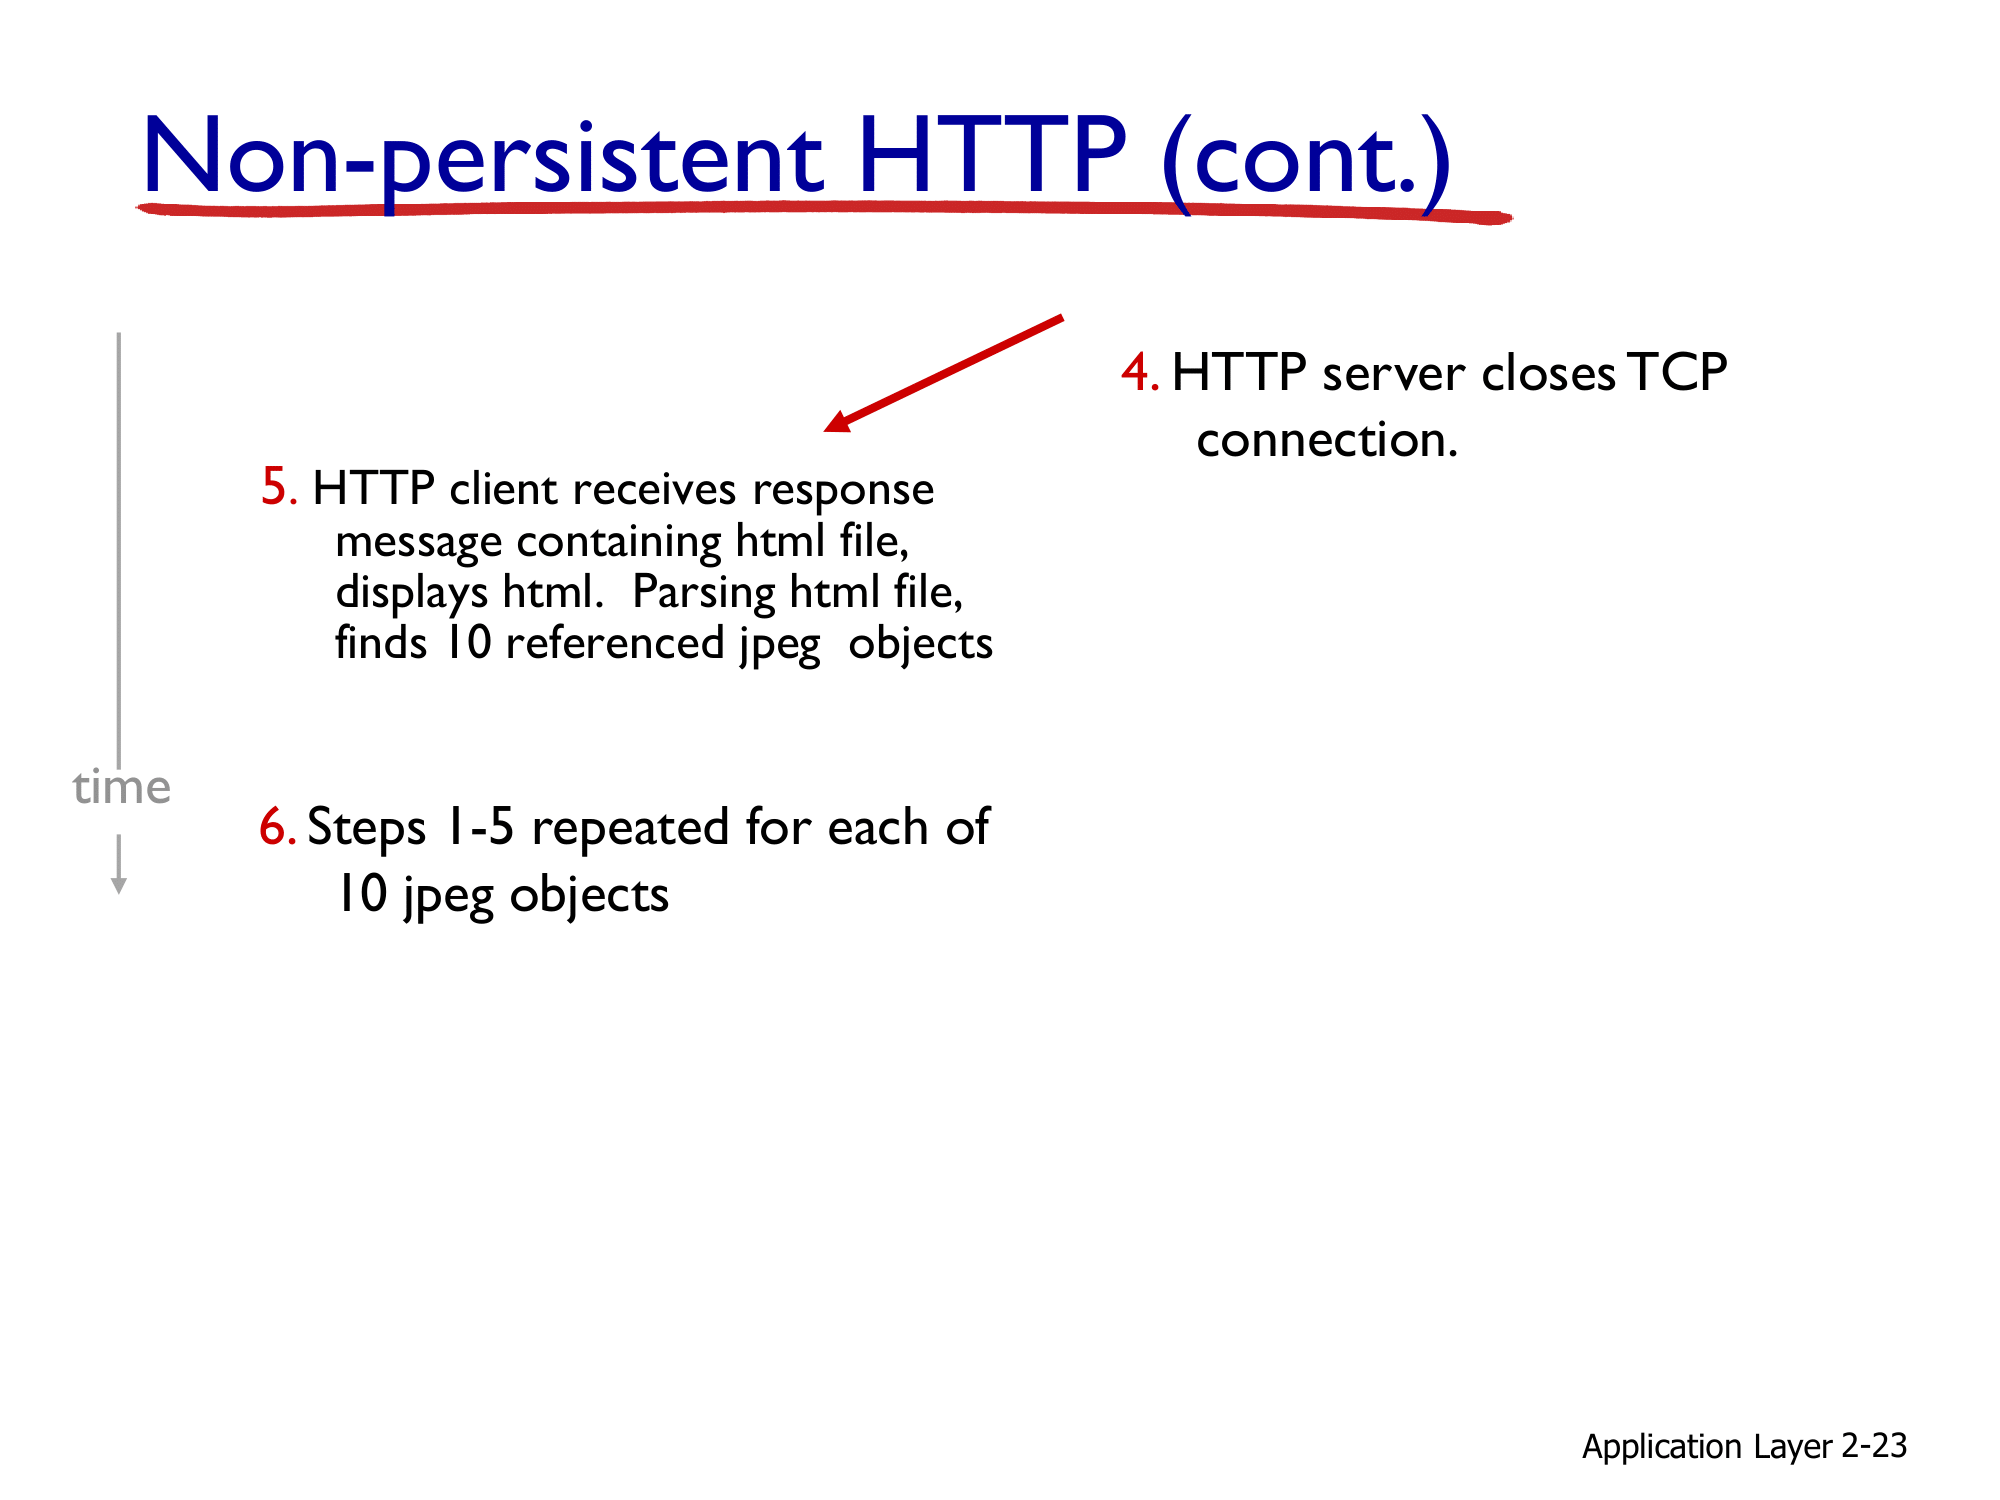 Non-persistent HTTP (cont.)
4. HTTP server closes TCP
connection.
5. HTTP client receives response
message containing html file,
displays html.  Parsing html file,
finds 10 referenced jpeg  objects
time
6. Steps 1-5 repeated for each of
10 jpeg objects
Application Layer 2-23